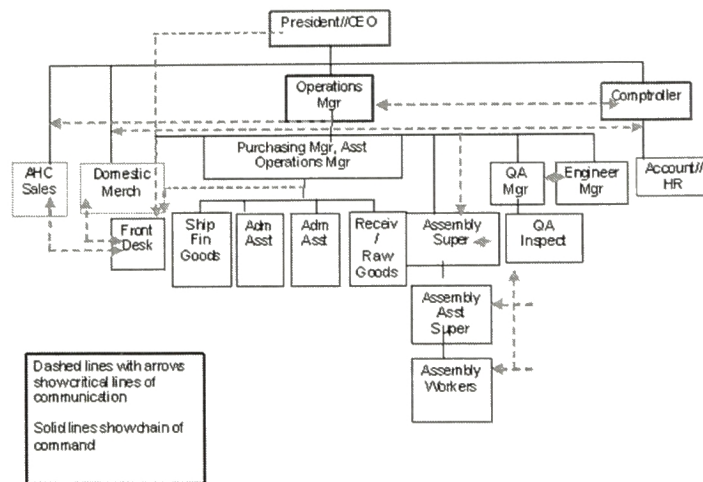 President//CEO
Operations
Mgr
Comptroller
Purchasing Mgr, Asst
Operations Mgr
AHC
Sales
Domestic
Merch
QA
Mgr
Engineer
Mgr
Account//
HR
Front
Desk
Ship
Fin
Goods
Adm
Asst
Adm
Asst
Receiv
/
Raw
Goods
Assembly
Super
QA
Inspect
Assembly
Asst
Super
Assembly
Workers
Dashed lines with arrows
showcritical lines of
communication
Solid lines showchain of
command